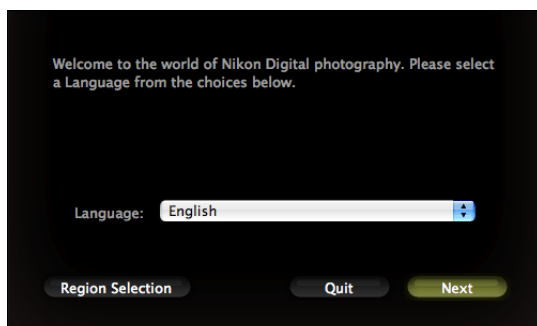 Welcome to the world of Nikon Digital photography. Please select
a Language from the choices below.
Language: English
Region Selection Quit Next